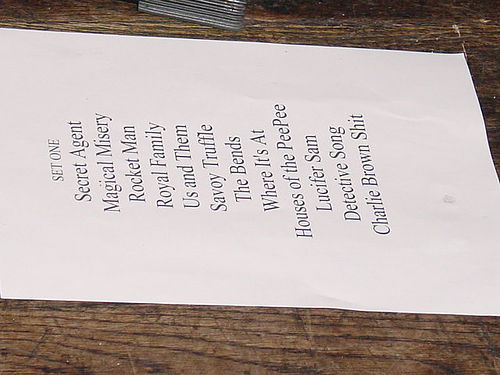 SET ONE
Secret Agent
Magical Misery
Rocket Man
Royal Family
Us and Them
Savoy Truffle
The Bends
Where It's At
Houses of the PeePee
Lucifer Sam
Detective Song
Charlie Brown Shit